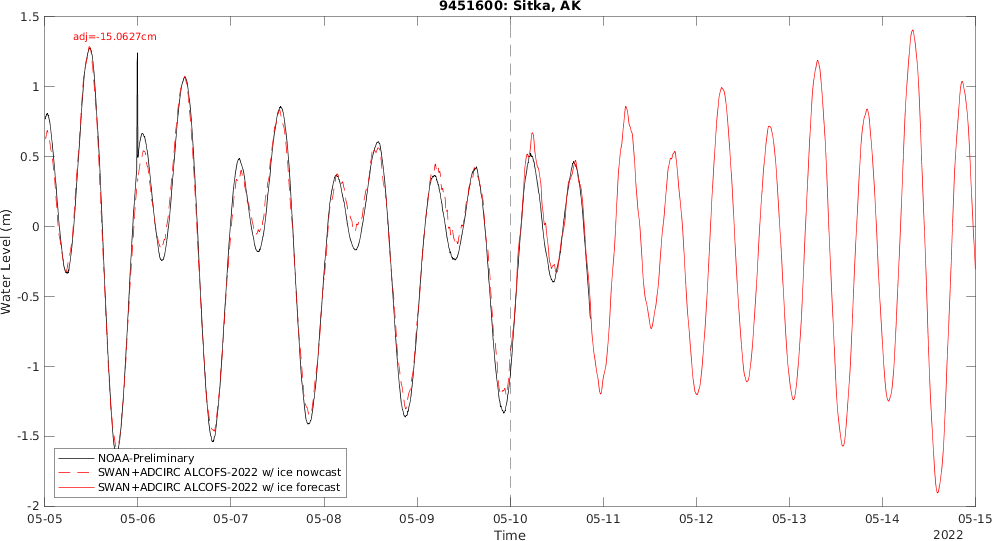 9451600: Sitka, AK
adj=-15.0627cm
1.5
1
0.5
0
-0.5
-1
-1.5
-2
Water Level (m)
NOAA-Preliminary
SWAN+ADCIRC ALCOFS-2022 w/ ice nowcast
SWAN+ADCIRC ALCOFS-2022 w/ ice forecast
05-05 05-06 05-07 05-08 05-09 05-10 05-11 05-12 05-13 05-14 05-15
Time
2022